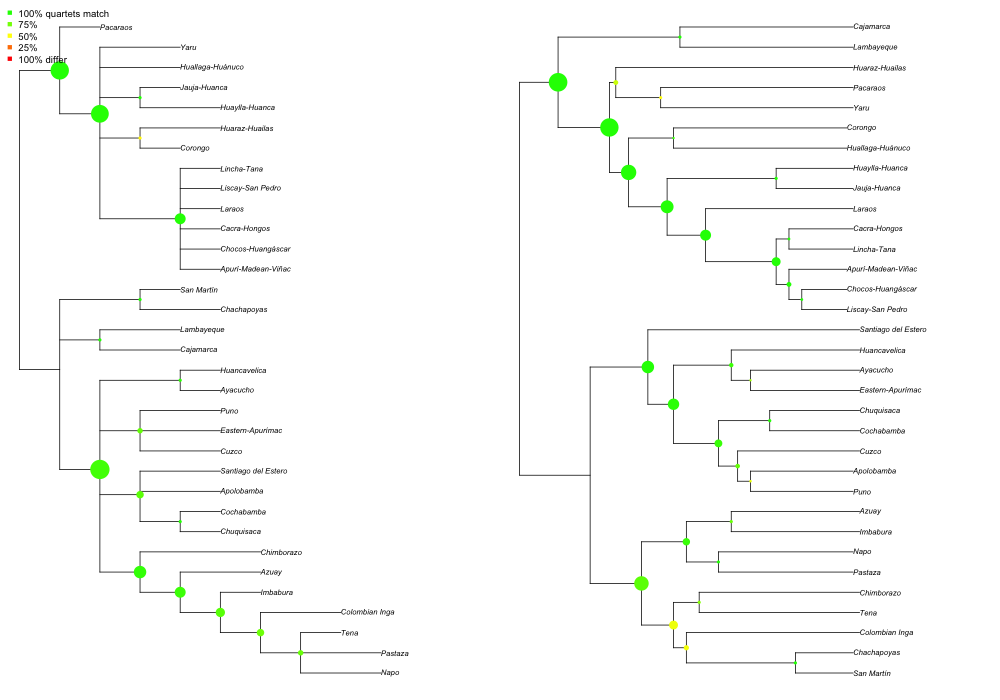 100% quartets match
75%
50%
25%
100% differ
Pacaraos
Yaru
Huallaga-Huánuco
Jauja-Huanca
Huaylla-Huanca
Huaraz-Huailas
Corongo
Lincha-Tana
Liscay-San Pedro
Laraos
Cacra-Hongos
Chocos-Huangáscar
Apurí-Madean-Viñac
San Martín
Chachapoyas
Lambayeque
Cajamarca
Huancavelica
Ayacucho
Puno
Eastern-Apurímac
Cuzco
Santiago del Estero
Apolobamba
Cochabamba
Chuquisaca
Chimborazo
Azuay
Imbabura
Colombian Inga
Tena
Pastaza
Napo
Cajamarca
Lambayeque
Huaraz-Huailas
Pacaraos
Yaru
Corongo
Huallaga-Huánuco
Huaylla-Huanca
Jauja-Huanca
Laraos
Cacra-Hongos
Lincha-Tana
Apurí-Madean-Viñac
Chocos-Huangáscar
Liscay-San Pedro
Santiago del Estero
Huancavelica
Ayacucho
Eastern-Apurímac
Chuquisaca
Cochabamba
Cuzco
Apolobamba
Puno
Azuay
Imbabura
Napo
Pastaza
Chimborazo
Tena
Colombian Inga
Chachapoyas
San Martín